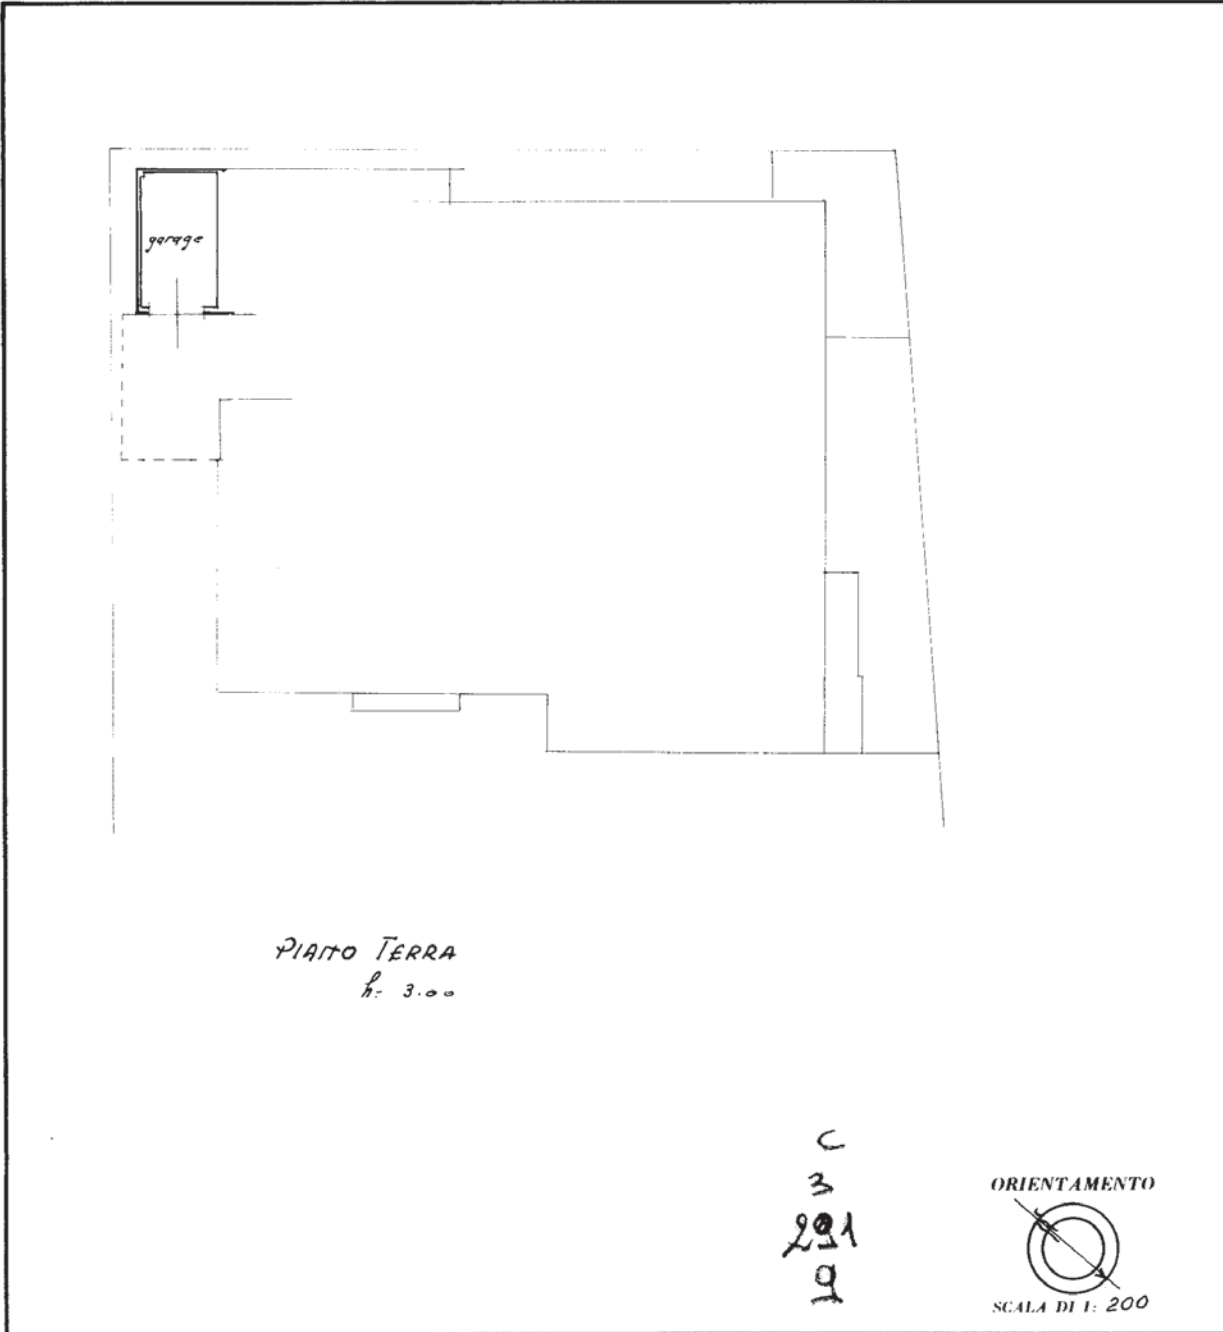 garage
PIANO TERRA
h= 3.00
C
3
291
9
ORIENTAMENTO
SCALA DI 1: 200